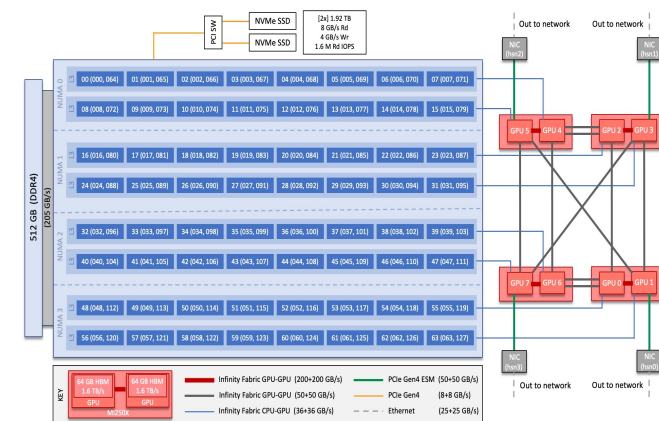 Out to network
Out to network
NIC
(hsn2)
NIC
(hsn1)
PCI SW
NVMe SSD
NVMe SSD
[2x] 1.92 TB
8 GB/s Rd
4 GB/s Wr
1.6 M Rd IOPS
512 GB (DDR4)
(205 GB/s)
NUMA 0
L3 00 (000, 064) 01 (001, 065) 02 (002, 066) 03 (003, 067) 04 (004, 068) 05 (005, 069) 06 (006, 070) 07 (007, 071)
L3 08 (008, 072) 09 (009, 073) 10 (010, 074) 11 (011, 075) 12 (012, 076) 13 (013, 077) 14 (014, 078) 15 (015, 079)
NUMA 1
L3 16 (016, 080) 17 (017, 081) 18 (018, 082) 19 (019, 083) 20 (020, 084) 21 (021, 085) 22 (022, 086) 23 (023, 087)
L3 24 (024, 088) 25 (025, 089) 26 (026, 090) 27 (027, 091) 28 (028, 092) 29 (029, 093) 30 (030, 094) 31 (031, 095)
NUMA 2
L3 32 (032, 096) 33 (033, 097) 34 (034, 098) 35 (035, 099) 36 (036, 100) 37 (037, 101) 38 (038, 102) 39 (039, 103)
L3 40 (040, 104) 41 (041, 105) 42 (042, 106) 43 (043, 107) 44 (044, 108) 45 (045, 109) 46 (046, 110) 47 (047, 111)
NUMA 3
L3 48 (048, 112) 49 (049, 113) 50 (050, 114) 51 (051, 115) 52 (052, 116) 53 (053, 117) 54 (054, 118) 55 (055, 119)
L3 56 (056, 120) 57 (057, 121) 58 (058, 122) 59 (059, 123) 60 (060, 124) 61 (061, 125) 62 (062, 126) 63 (063, 127)
GPU 5 GPU 4 GPU 2 GPU 3
GPU 7 GPU 6 GPU 0 GPU 1
NIC
(hsn3)
NIC
(hsn0)
Out to network
Out to network
KEY
64 GB HBM
1.6 TB/s
GPU
64 GB HBM
1.6 TB/s
GPU
MI250X
Infinity Fabric GPU-GPU (200+200 GB/s)
Infinity Fabric GPU-GPU (50+50 GB/s)
Infinity Fabric CPU-GPU (36+36 GB/s)
PCIe Gen4 ESM (50+50 GB/s)
PCIe Gen4 (8+8 GB/s)
Ethernet (25+25 GB/s)